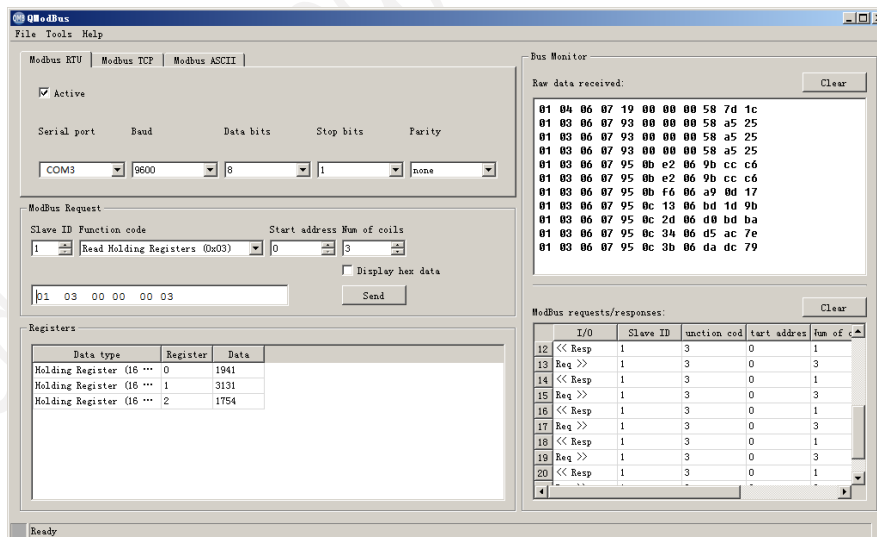 QModBus
File Tools Help
Modbus RTU Modbus TCP Modbus ASCII
Active
Serial port Baud Data bits Stop bits Parity
COM3 9600 8 1 none
ModBus Request
Slave ID Function code Start address Num of coils
1 Read Holding Registers (0x03) 0 3
Display hex data
01 03 00 00 00 03 Send
Registers
Data type Register Data
Holding Register (16 ··· 0 1941
Holding Register (16 ··· 1 3131
Holding Register (16 ··· 2 1754
Bus Monitor
Raw data received: Clear
01 04 06 07 19 00 00 00 58 7d 1c
01 03 06 07 93 00 00 00 58 a5 25
01 03 06 07 93 00 00 00 58 a5 25
01 03 06 07 93 00 00 00 58 a5 25
01 03 06 07 95 0b e2 06 9b cc c6
01 03 06 07 95 0b e2 06 9b cc c6
01 03 06 07 95 0b f6 06 a9 0d 17
01 03 06 07 95 0c 13 06 bd 1d 9b
01 03 06 07 95 0c 2d 06 d0 bd ba
01 03 06 07 95 0c 34 06 d5 ac 7e
01 03 06 07 95 0c 3b 06 da dc 79
ModBus requests/responses: Clear
I/O Slave ID unction cod tart addres um of c
12 << Resp 1 3 0 1
13 Req >> 1 3 0 3
14 << Resp 1 3 0 1
15 Req >> 1 3 0 3
16 << Resp 1 3 0 1
17 Req >> 1 3 0 3
18 << Resp 1 3 0 1
19 Req >> 1 3 0 3
20 << Resp 1 3 0 1
Ready